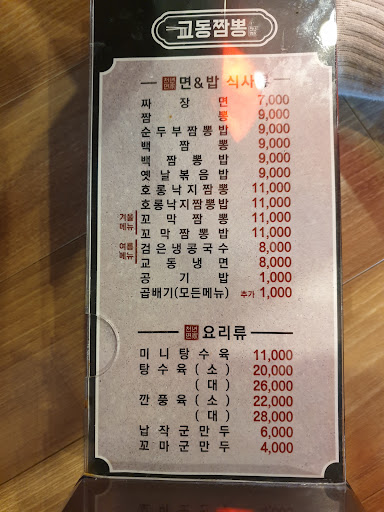 교동짬뽕
면&밥 식사류
짜장면 7,000
짬뽕 9,000
순두부짬뽕밥 9,000
백짬뽕 9,000
백짬뽕밥 9,000
옛날볶음밥 9,000
호롱낙지짬뽕 11,000
호롱낙지짬뽕밥 11,000
겨울메뉴 꼬막짬뽕 11,000
꼬막짬뽕밥 11,000
여름메뉴 검은냉콩국수 8,000
교동냉면 8,000
공기밥 1,000
곱배기(모든메뉴) 추가 1,000
요리류
미니탕수육 11,000
탕수육(소) 20,000
(대) 26,000
깐풍육(소) 22,000
(대) 28,000
납작군만두 6,000
꼬마군만두 4,000